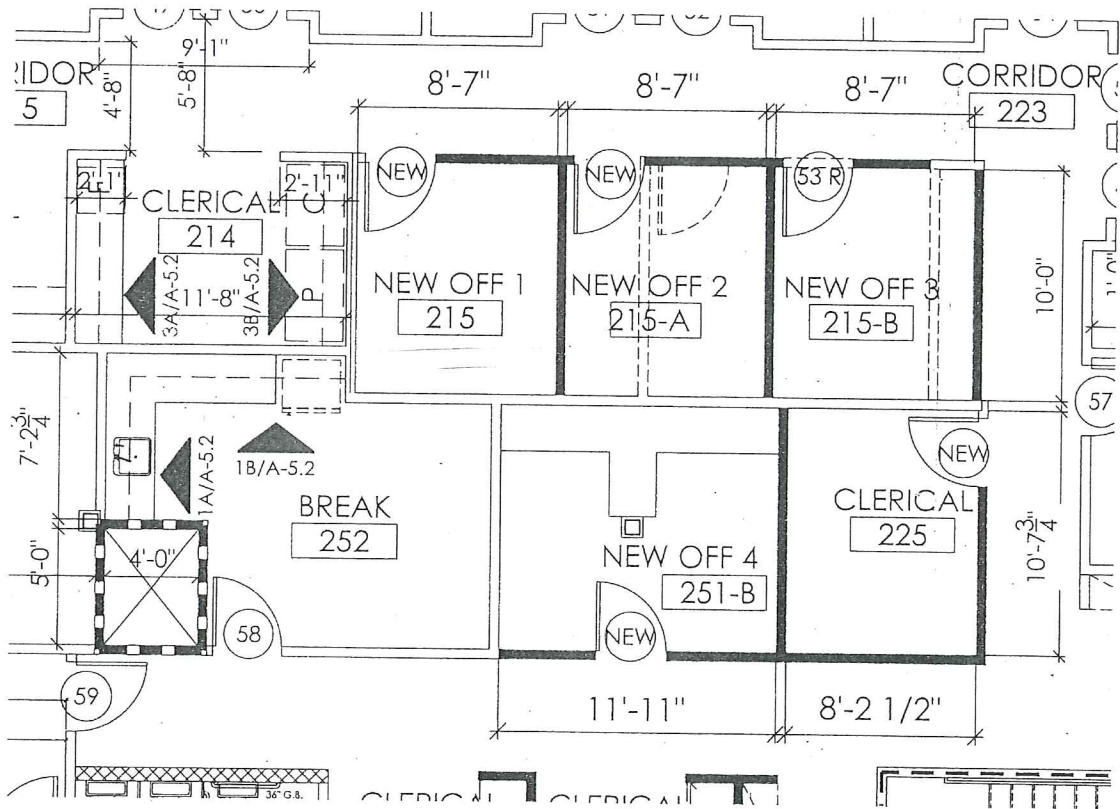 9'-1"
RIDOR
5
4'-8"
5'-8"
8'-7"
8'-7"
8'-7"
CORRIDOR
223
NEW
NEW
53 R
2'-1"
2'-11"
C
CLERICAL
214
3A/A-5.2
11'-8"
3B/A-5.2
P
NEW OFF 1
215
NEW OFF 2
215-A
NEW OFF 3
215-B
10'-0"
57
7'-2 3/4"
1A/A-5.2
1B/A-5.2
BREAK
252
NEW
CLERICAL
225
NEW OFF 4
251-B
10'-7 3/4"
5'-0"
4'-0"
58
NEW
59
11'-11"
8'-2 1/2"
36" G.B.
CLERICAL
CLERICAL